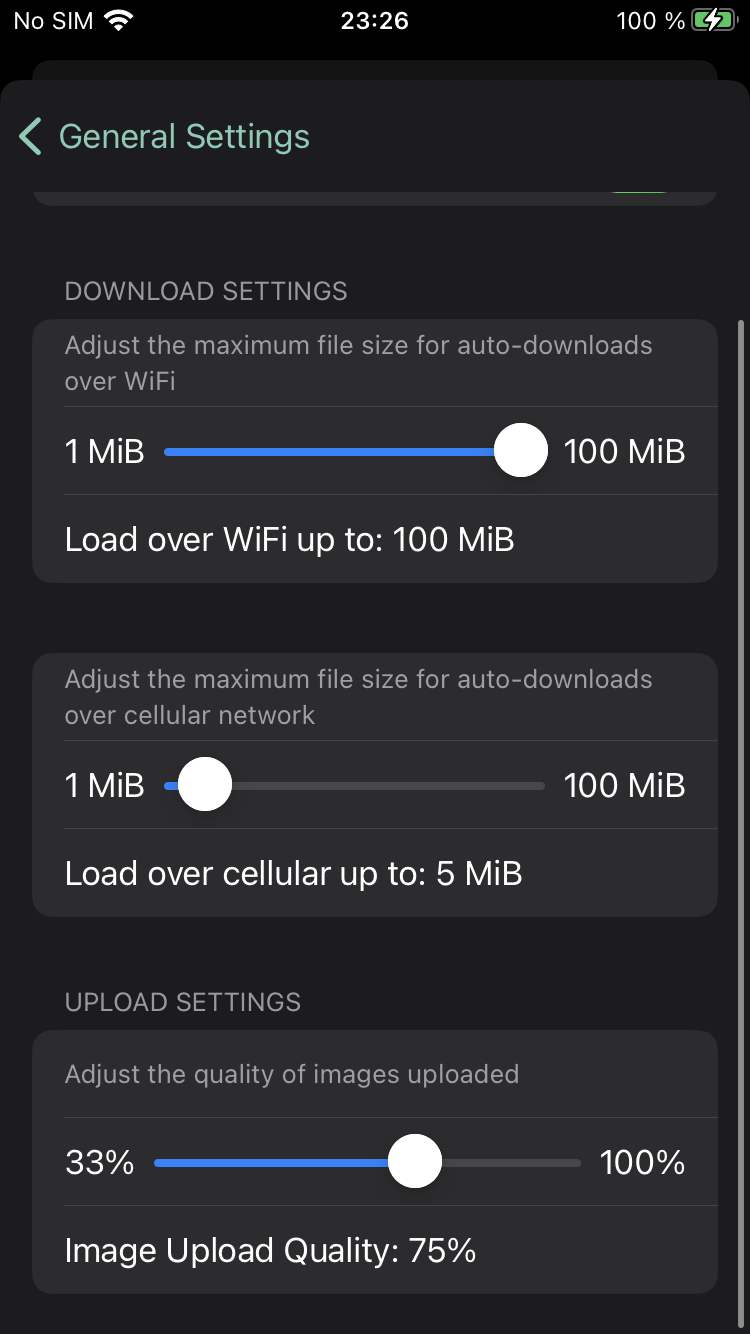 No SIM 23:26 100 %
General Settings
DOWNLOAD SETTINGS
Adjust the maximum file size for auto-downloads
over WiFi
1 MiB 100 MiB
Load over WiFi up to: 100 MiB
Adjust the maximum file size for auto-downloads
over cellular network
1 MiB 100 MiB
Load over cellular up to: 5 MiB
UPLOAD SETTINGS
Adjust the quality of images uploaded
33% 100%
Image Upload Quality: 75%